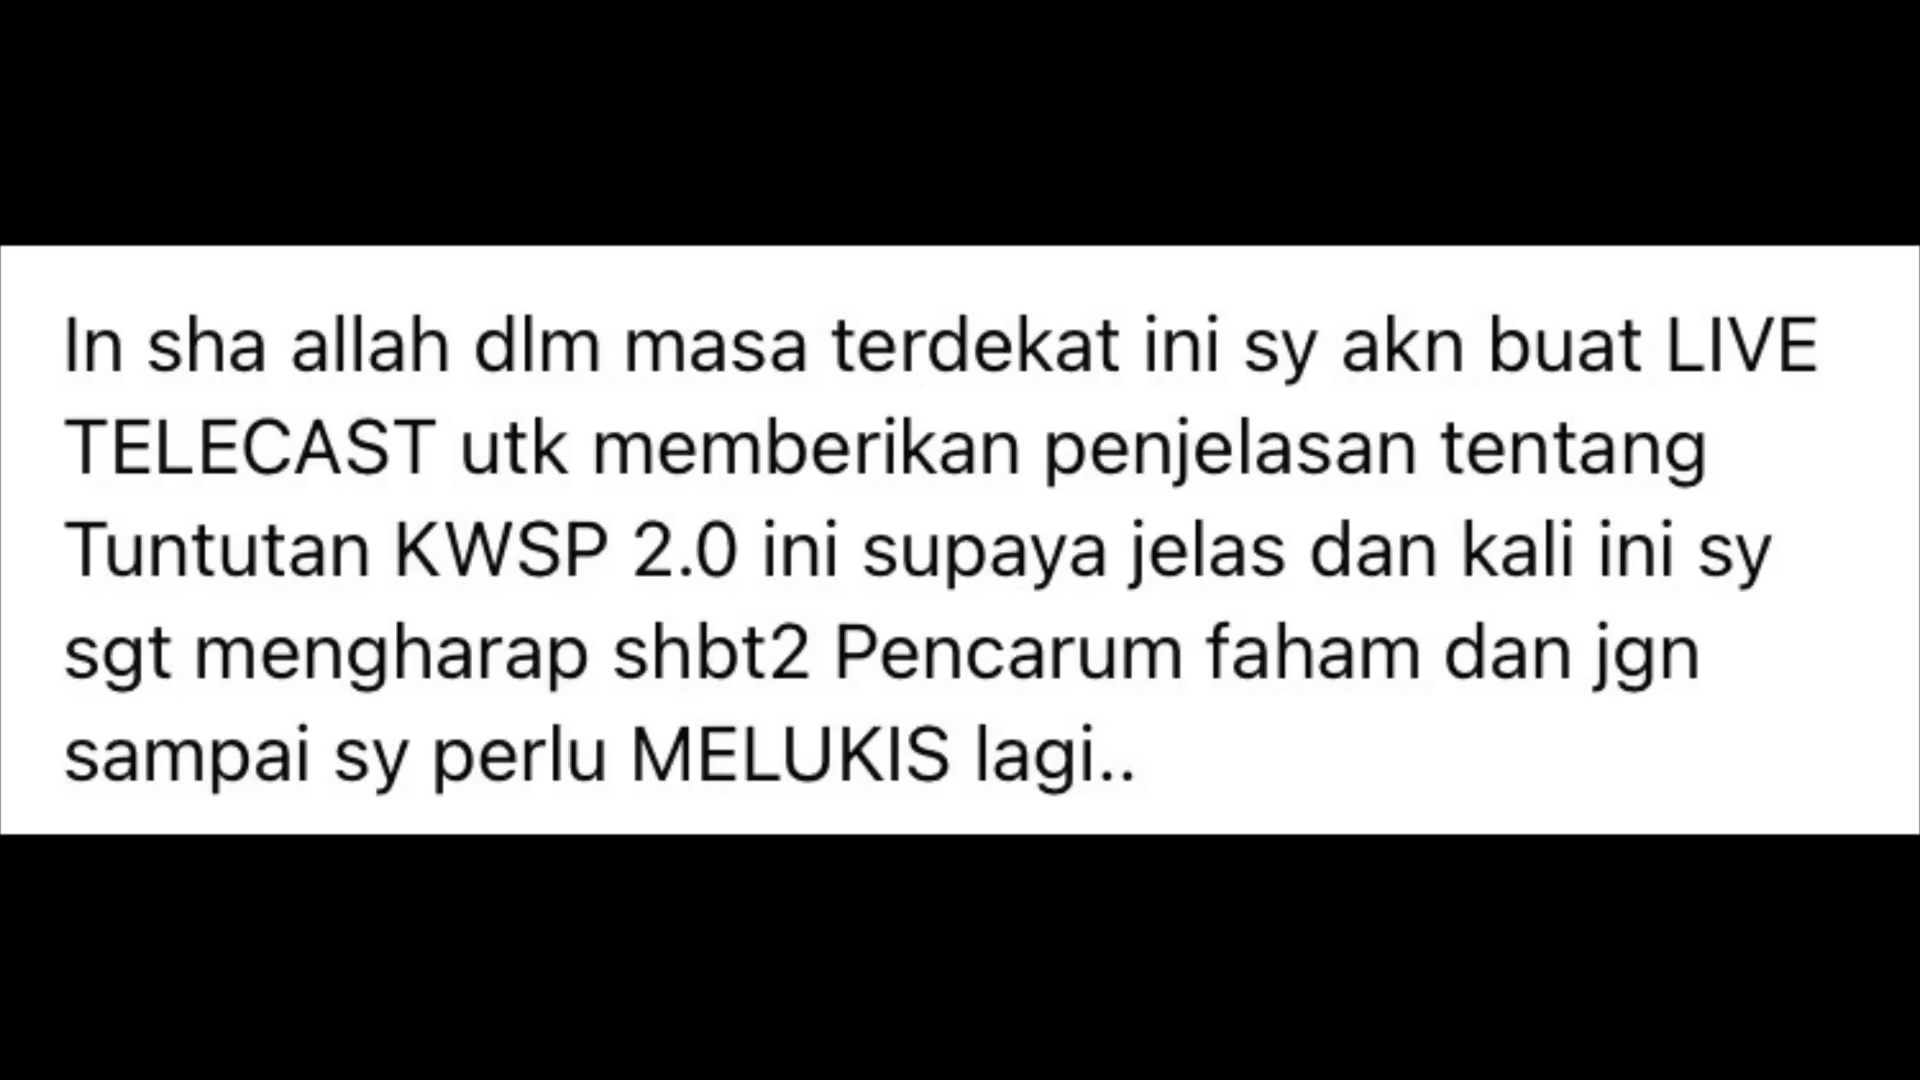 In sha allah dlm masa terdekat ini sy akn buat LIVE
TELECAST utk memberikan penjelasan tentang
Tuntutan KWSP 2.0 ini supaya jelas dan kali ini sy
sgt mengharap shbt2 Pencarum faham dan jgn
sampai sy perlu MELUKIS lagi..